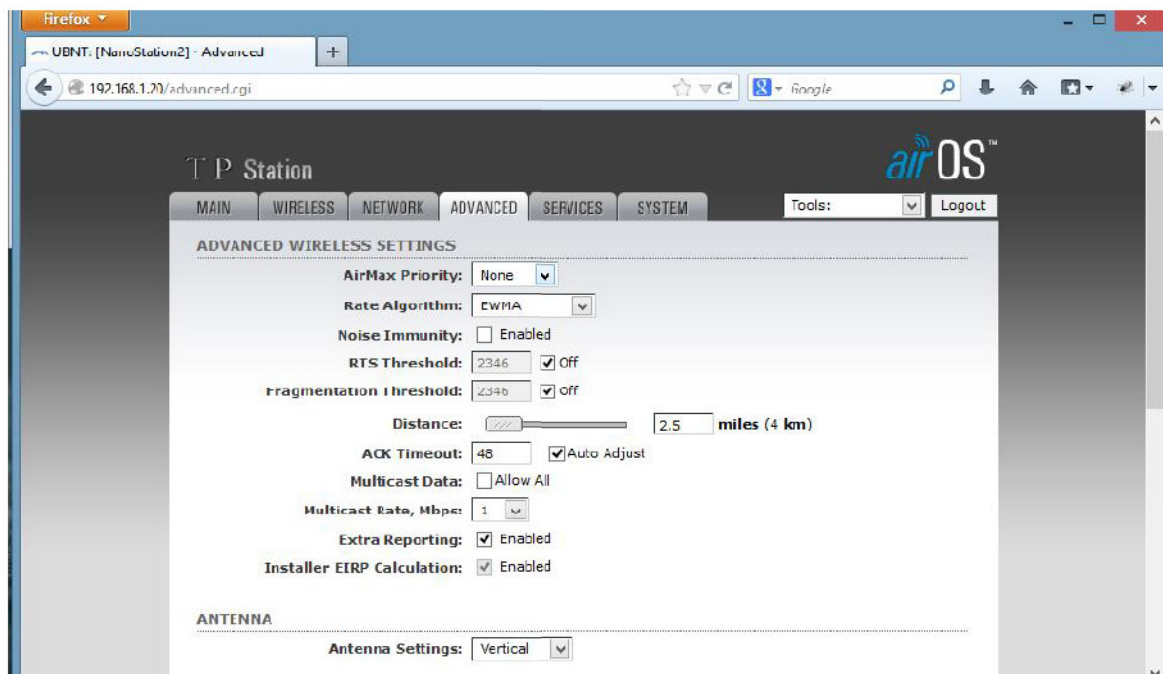 Firefox
UBNT: [NanoStation2] - Advanced
192.168.1.20/advanced.cgi
Google
T P Station
airOS™
MAIN WIRELESS NETWORK ADVANCED SERVICES SYSTEM Tools: Logout
ADVANCED WIRELESS SETTINGS
AirMax Priority: None
Rate Algorithm: EWMA
Noise Immunity: Enabled
RTS Threshold: 2346 Off
Fragmentation Threshold: 2346 Off
Distance: 2.5 miles (4 km)
ACK Timeout: 48 Auto Adjust
Multicast Data: Allow All
Multicast Rate, Mbps: 1
Extra Reporting: Enabled
Installer EIRP Calculation: Enabled
ANTENNA
Antenna Settings: Vertical